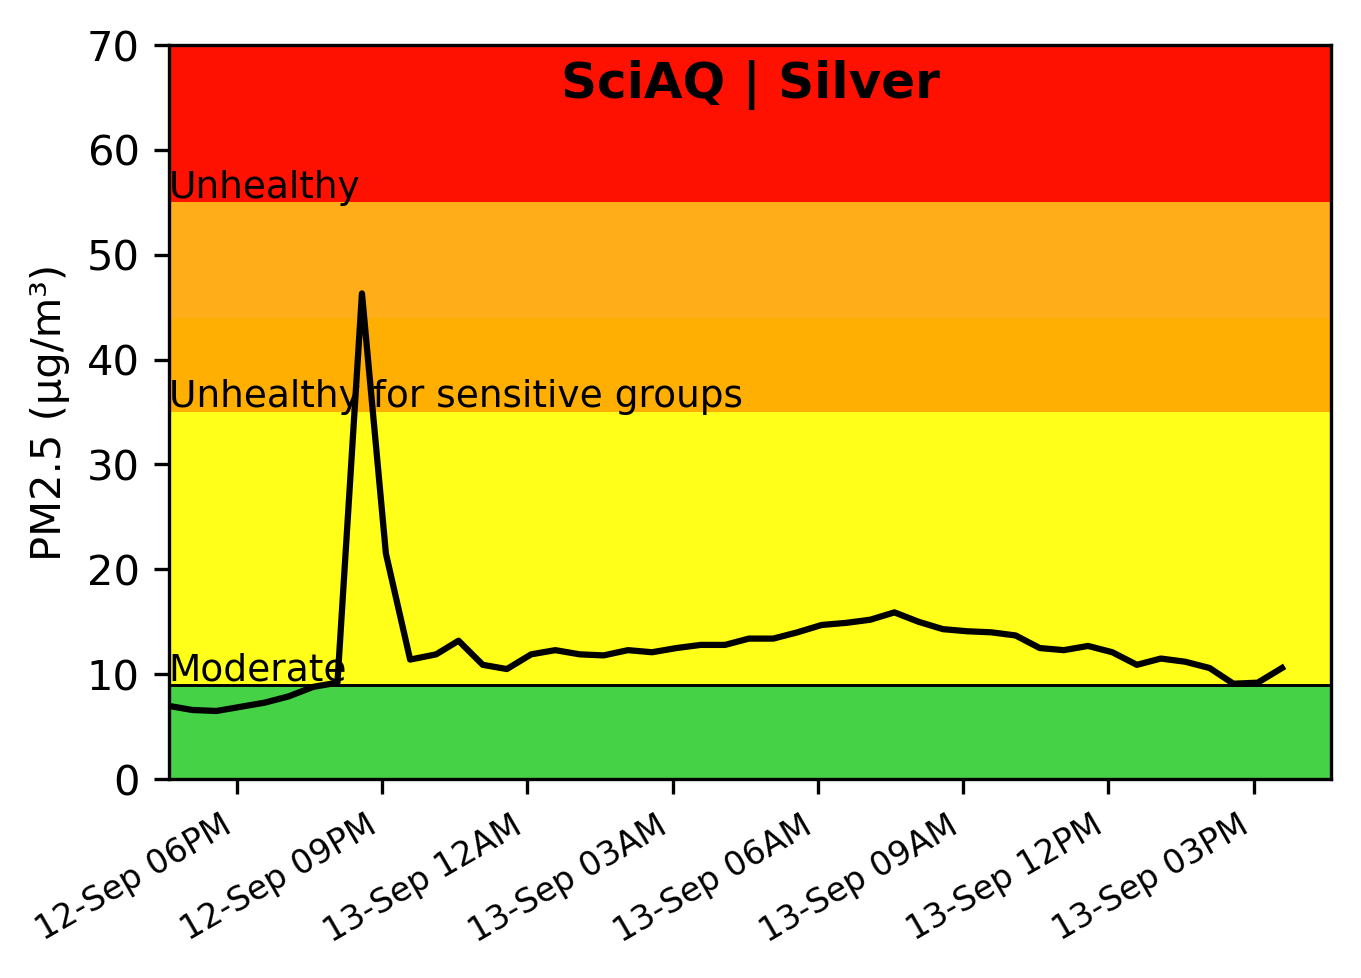 SciAQ | Silver
PM2.5 (µg/m³)
70
60
50
40
30
20
10
0
Unhealthy
Unhealthy for sensitive groups
Moderate
12-Sep 06PM
12-Sep 09PM
13-Sep 12AM
13-Sep 03AM
13-Sep 06AM
13-Sep 09AM
13-Sep 12PM
13-Sep 03PM